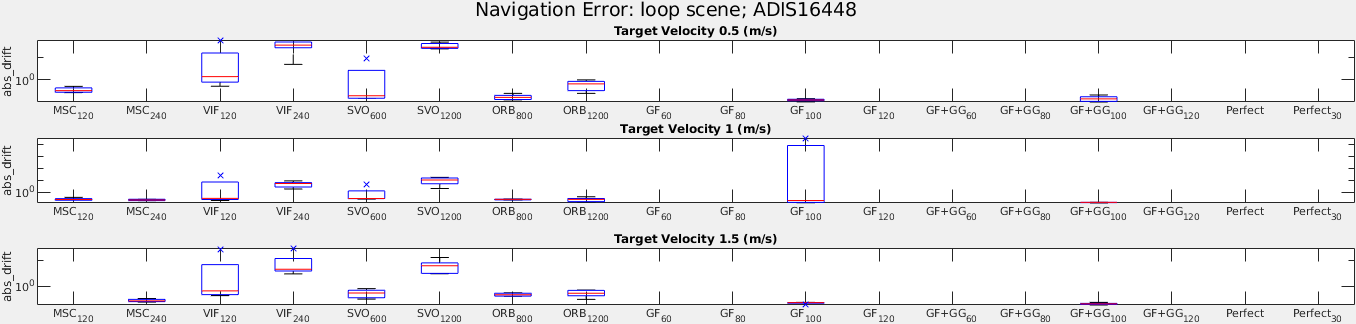 Navigation Error: loop scene; ADIS16448
Target Velocity 0.5 (m/s)
abs_drift
10⁰
MSC₁₂₀ MSC₂₄₀ VIF₁₂₀ VIF₂₄₀ SVO₆₀₀ SVO₁₂₀₀ ORB₈₀₀ ORB₁₂₀₀ GF₆₀ GF₈₀ GF₁₀₀ GF₁₂₀ GF+GG₆₀ GF+GG₈₀ GF+GG₁₀₀ GF+GG₁₂₀ Perfect₆₀ Perfect₃₀
Target Velocity 1 (m/s)
abs_drift
10⁰
MSC₁₂₀ MSC₂₄₀ VIF₁₂₀ VIF₂₄₀ SVO₆₀₀ SVO₁₂₀₀ ORB₈₀₀ ORB₁₂₀₀ GF₆₀ GF₈₀ GF₁₀₀ GF₁₂₀ GF+GG₆₀ GF+GG₈₀ GF+GG₁₀₀ GF+GG₁₂₀ Perfect Perfect₃₀
Target Velocity 1.5 (m/s)
abs_drift
10⁰
MSC₁₂₀ MSC₂₄₀ VIF₁₂₀ VIF₂₄₀ SVO₆₀₀ SVO₁₂₀₀ ORB₈₀₀ ORB₁₂₀₀ GF₆₀ GF₈₀ GF₁₀₀ GF₁₂₀ GF+GG₆₀ GF+GG₈₀ GF+GG₁₀₀ GF+GG₁₂₀ Perfect Perfect₃₀